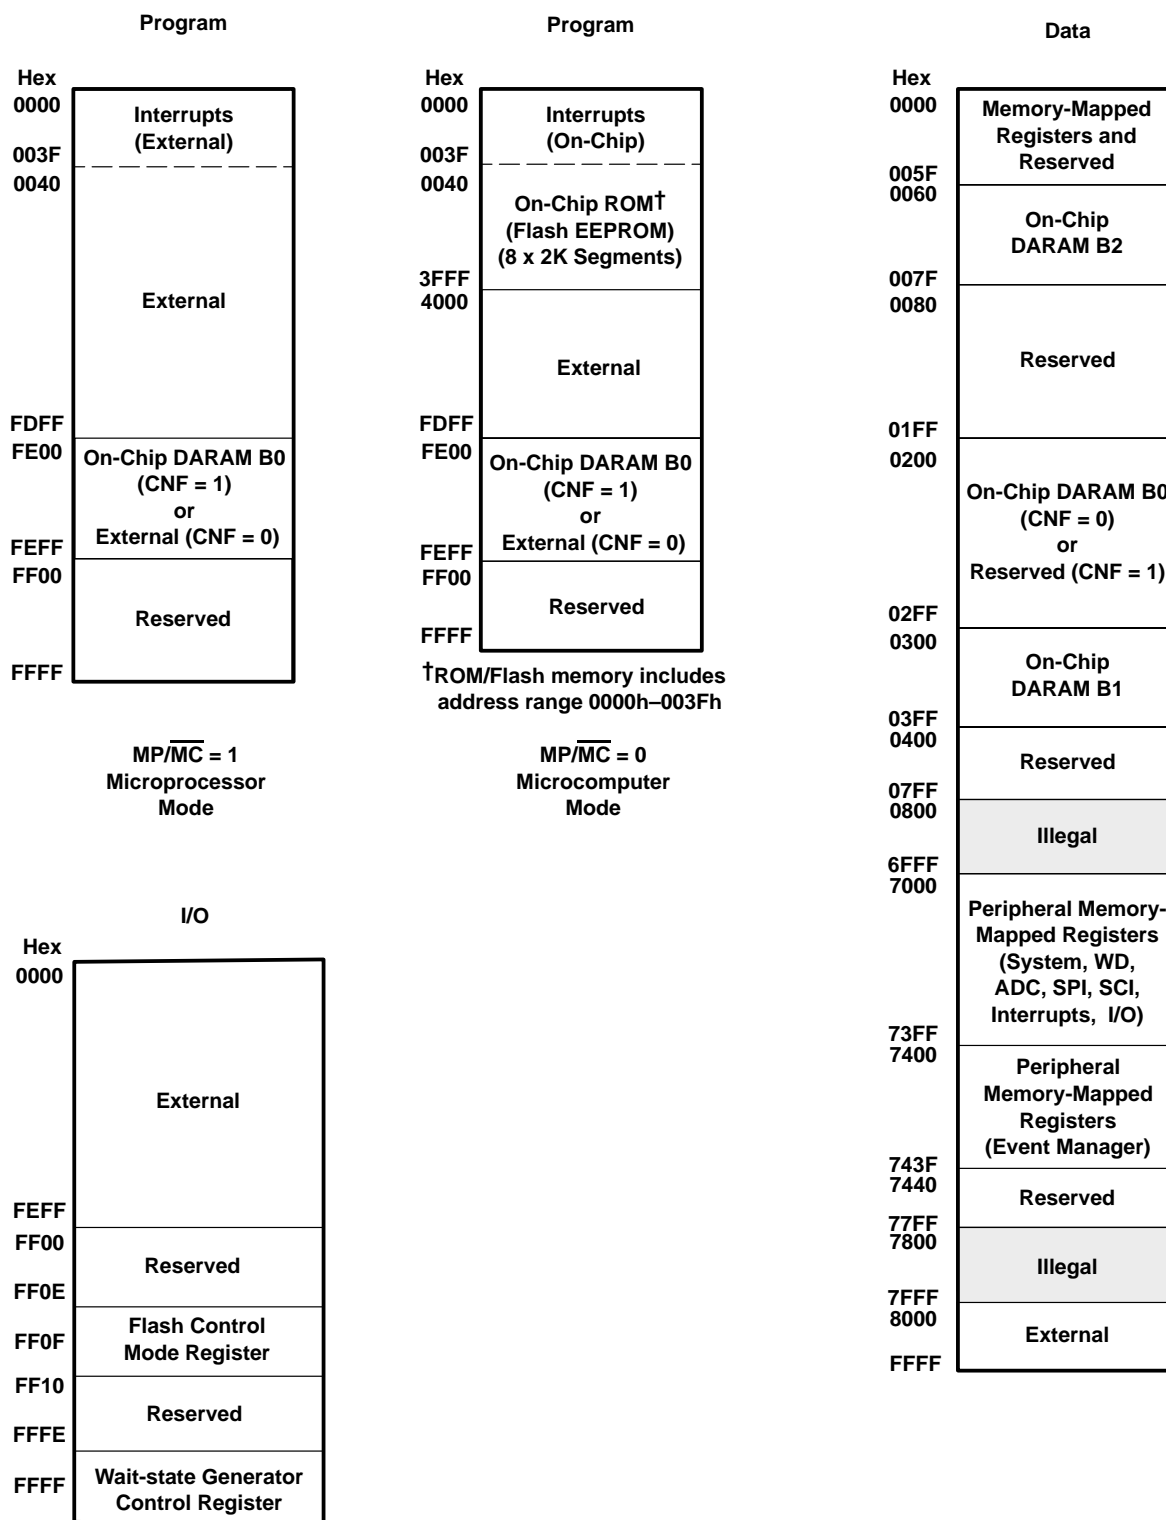 Program
Hex
0000
Interrupts
(External)
003F
0040
External
FDFF
FE00
On-Chip DARAM B0
(CNF = 1)
or
External (CNF = 0)
FEFF
FF00
Reserved
FFFF
MP/MC = 1
Microprocessor
Mode
Program
Hex
0000
Interrupts
(On-Chip)
003F
0040
On-Chip ROM†
(Flash EEPROM)
(8 x 2K Segments)
3FFF
4000
External
FDFF
FE00
On-Chip DARAM B0
(CNF = 1)
or
External (CNF = 0)
FEFF
FF00
Reserved
FFFF
†ROM/Flash memory includes
address range 0000h–003Fh
MP/MC = 0
Microcomputer
Mode
Data
Hex
0000
Memory-Mapped
Registers and
Reserved
005F
0060
On-Chip
DARAM B2
007F
0080
Reserved
01FF
0200
On-Chip DARAM B0
(CNF = 0)
or
Reserved (CNF = 1)
02FF
0300
On-Chip
DARAM B1
03FF
0400
Reserved
07FF
0800
Illegal
6FFF
7000
Peripheral Memory-
Mapped Registers
(System, WD,
ADC, SPI, SCI,
Interrupts, I/O)
73FF
7400
Peripheral
Memory-Mapped
Registers
(Event Manager)
743F
7440
Reserved
77FF
7800
Illegal
7FFF
8000
External
FFFF
I/O
Hex
0000
External
FEFF
FF00
Reserved
FF0E
FF0F
Flash Control
Mode Register
FF10
Reserved
FFFE
FFFF
Wait-state Generator
Control Register